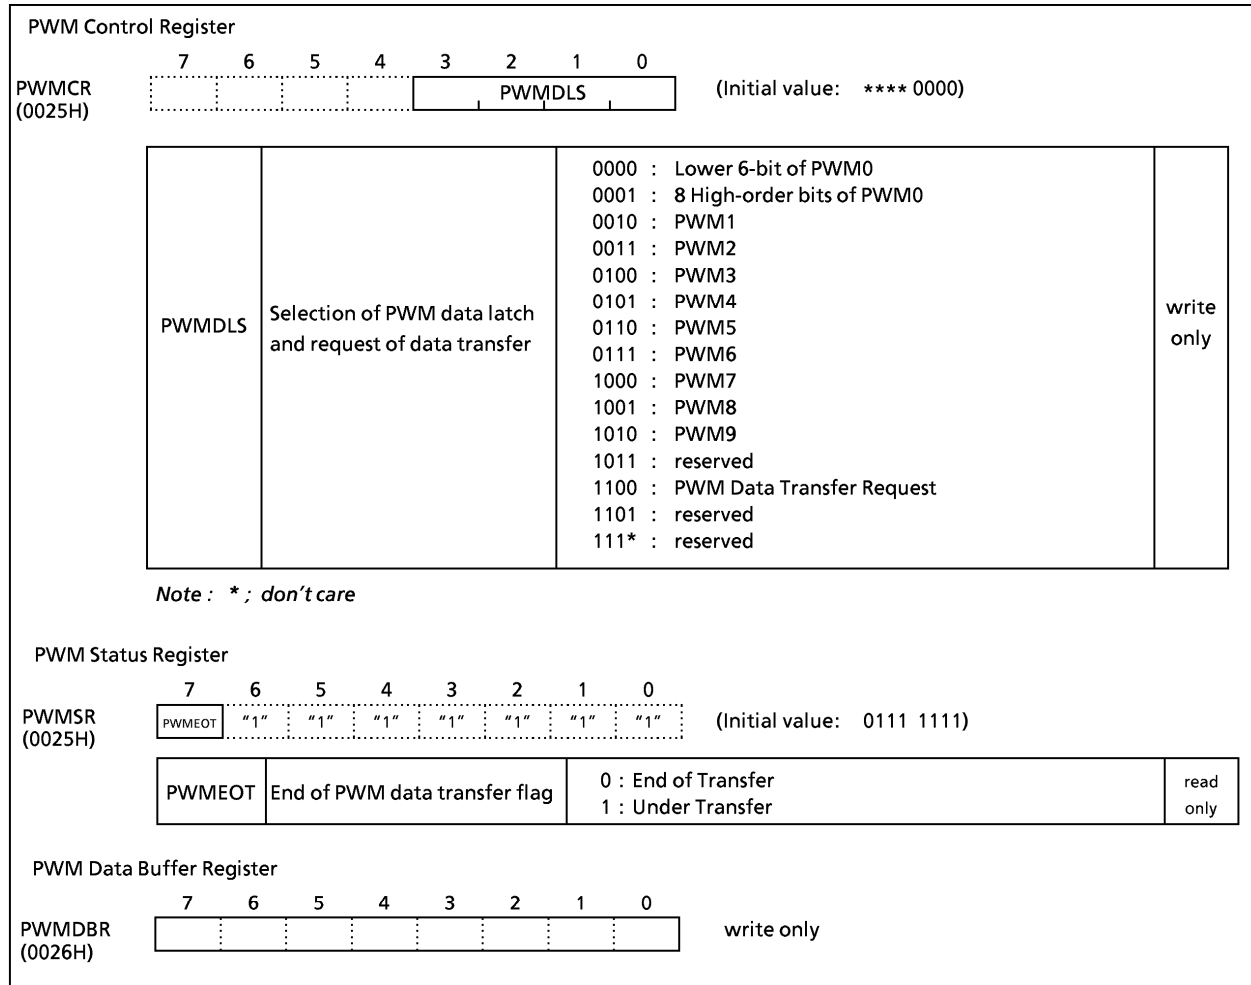 PWM Control Register
7 6 5 4 3 2 1 0
PWMCR
(0025H)
PWMDLS
(Initial value: **** 0000)
PWMDLS
Selection of PWM data latch
and request of data transfer
0000 : Lower 6-bit of PWM0
0001 : 8 High-order bits of PWM0
0010 : PWM1
0011 : PWM2
0100 : PWM3
0101 : PWM4
0110 : PWM5
0111 : PWM6
1000 : PWM7
1001 : PWM8
1010 : PWM9
1011 : reserved
1100 : PWM Data Transfer Request
1101 : reserved
111* : reserved
write
only
Note : * ; don't care
PWM Status Register
7 6 5 4 3 2 1 0
PWMSR
(0025H)
PWMEOT "1" "1" "1" "1" "1" "1" "1"
(Initial value: 0111 1111)
PWMEOT
End of PWM data transfer flag
0 : End of Transfer
1 : Under Transfer
read
only
PWM Data Buffer Register
7 6 5 4 3 2 1 0
PWMDBR
(0026H)
write only